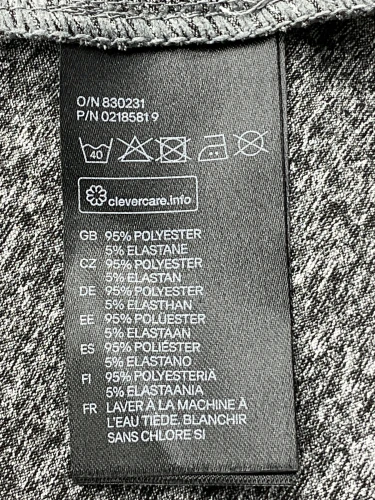 O/N 830231
P/N 0218581 9
40
clevercare.info
GB 95% POLYESTER
5% ELASTANE
CZ 95% POLYESTER
5% ELASTAN
DE 95% POLYESTER
5% ELASTHAN
EE 95% POLÜESTER
5% ELASTAAN
ES 95% POLIÉSTER
5% ELASTANO
FI 95% POLYESTERIÄ
5% ELASTAANIA
FR LAVER À LA MACHINE À
L'EAU TIÈDE, BLANCHIR
SANS CHLORE SI